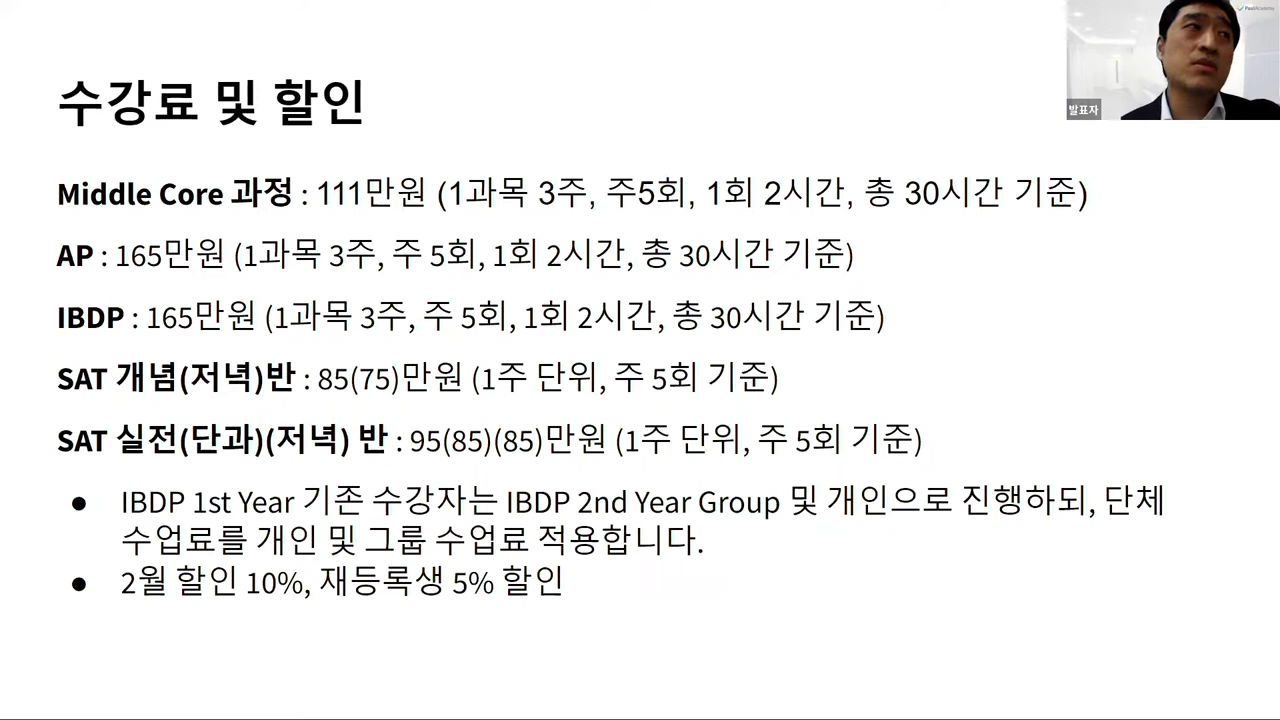 PaulAcademy
발표자
수강료 및 할인
Middle Core 과정 : 111만원 (1과목 3주, 주5회, 1회 2시간, 총 30시간 기준)
AP : 165만원 (1과목 3주, 주 5회, 1회 2시간, 총 30시간 기준)
IBDP : 165만원 (1과목 3주, 주 5회, 1회 2시간, 총 30시간 기준)
SAT 개념(저녁)반 : 85(75)만원 (1주 단위, 주 5회 기준)
SAT 실전(단과)(저녁) 반 : 95(85)(85)만원 (1주 단위, 주 5회 기준)
● IBDP 1st Year 기존 수강자는 IBDP 2nd Year Group 및 개인으로 진행하되, 단체
수업료를 개인 및 그룹 수업료 적용합니다.
● 2월 할인 10%, 재등록생 5% 할인